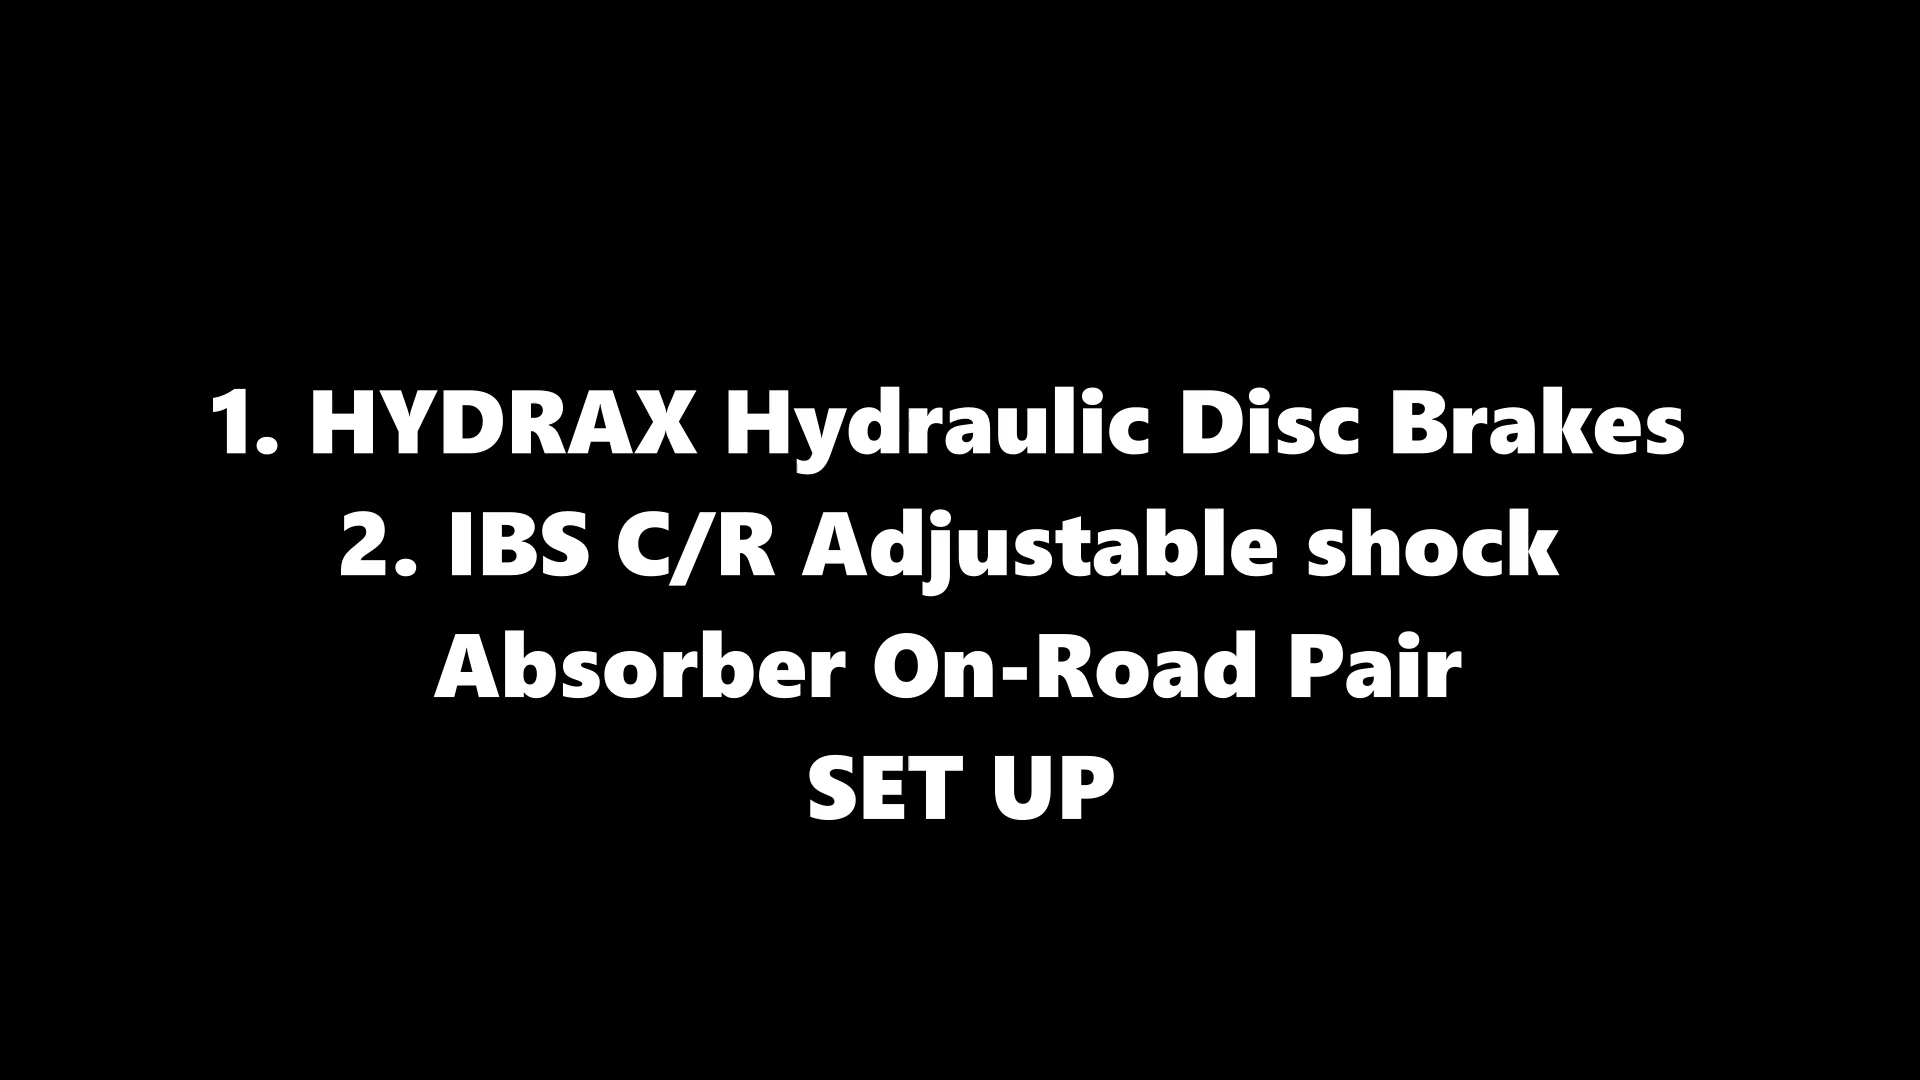 1. HYDRAX Hydraulic Disc Brakes
2. IBS C/R Adjustable shock
Absorber On-Road Pair
SET UP